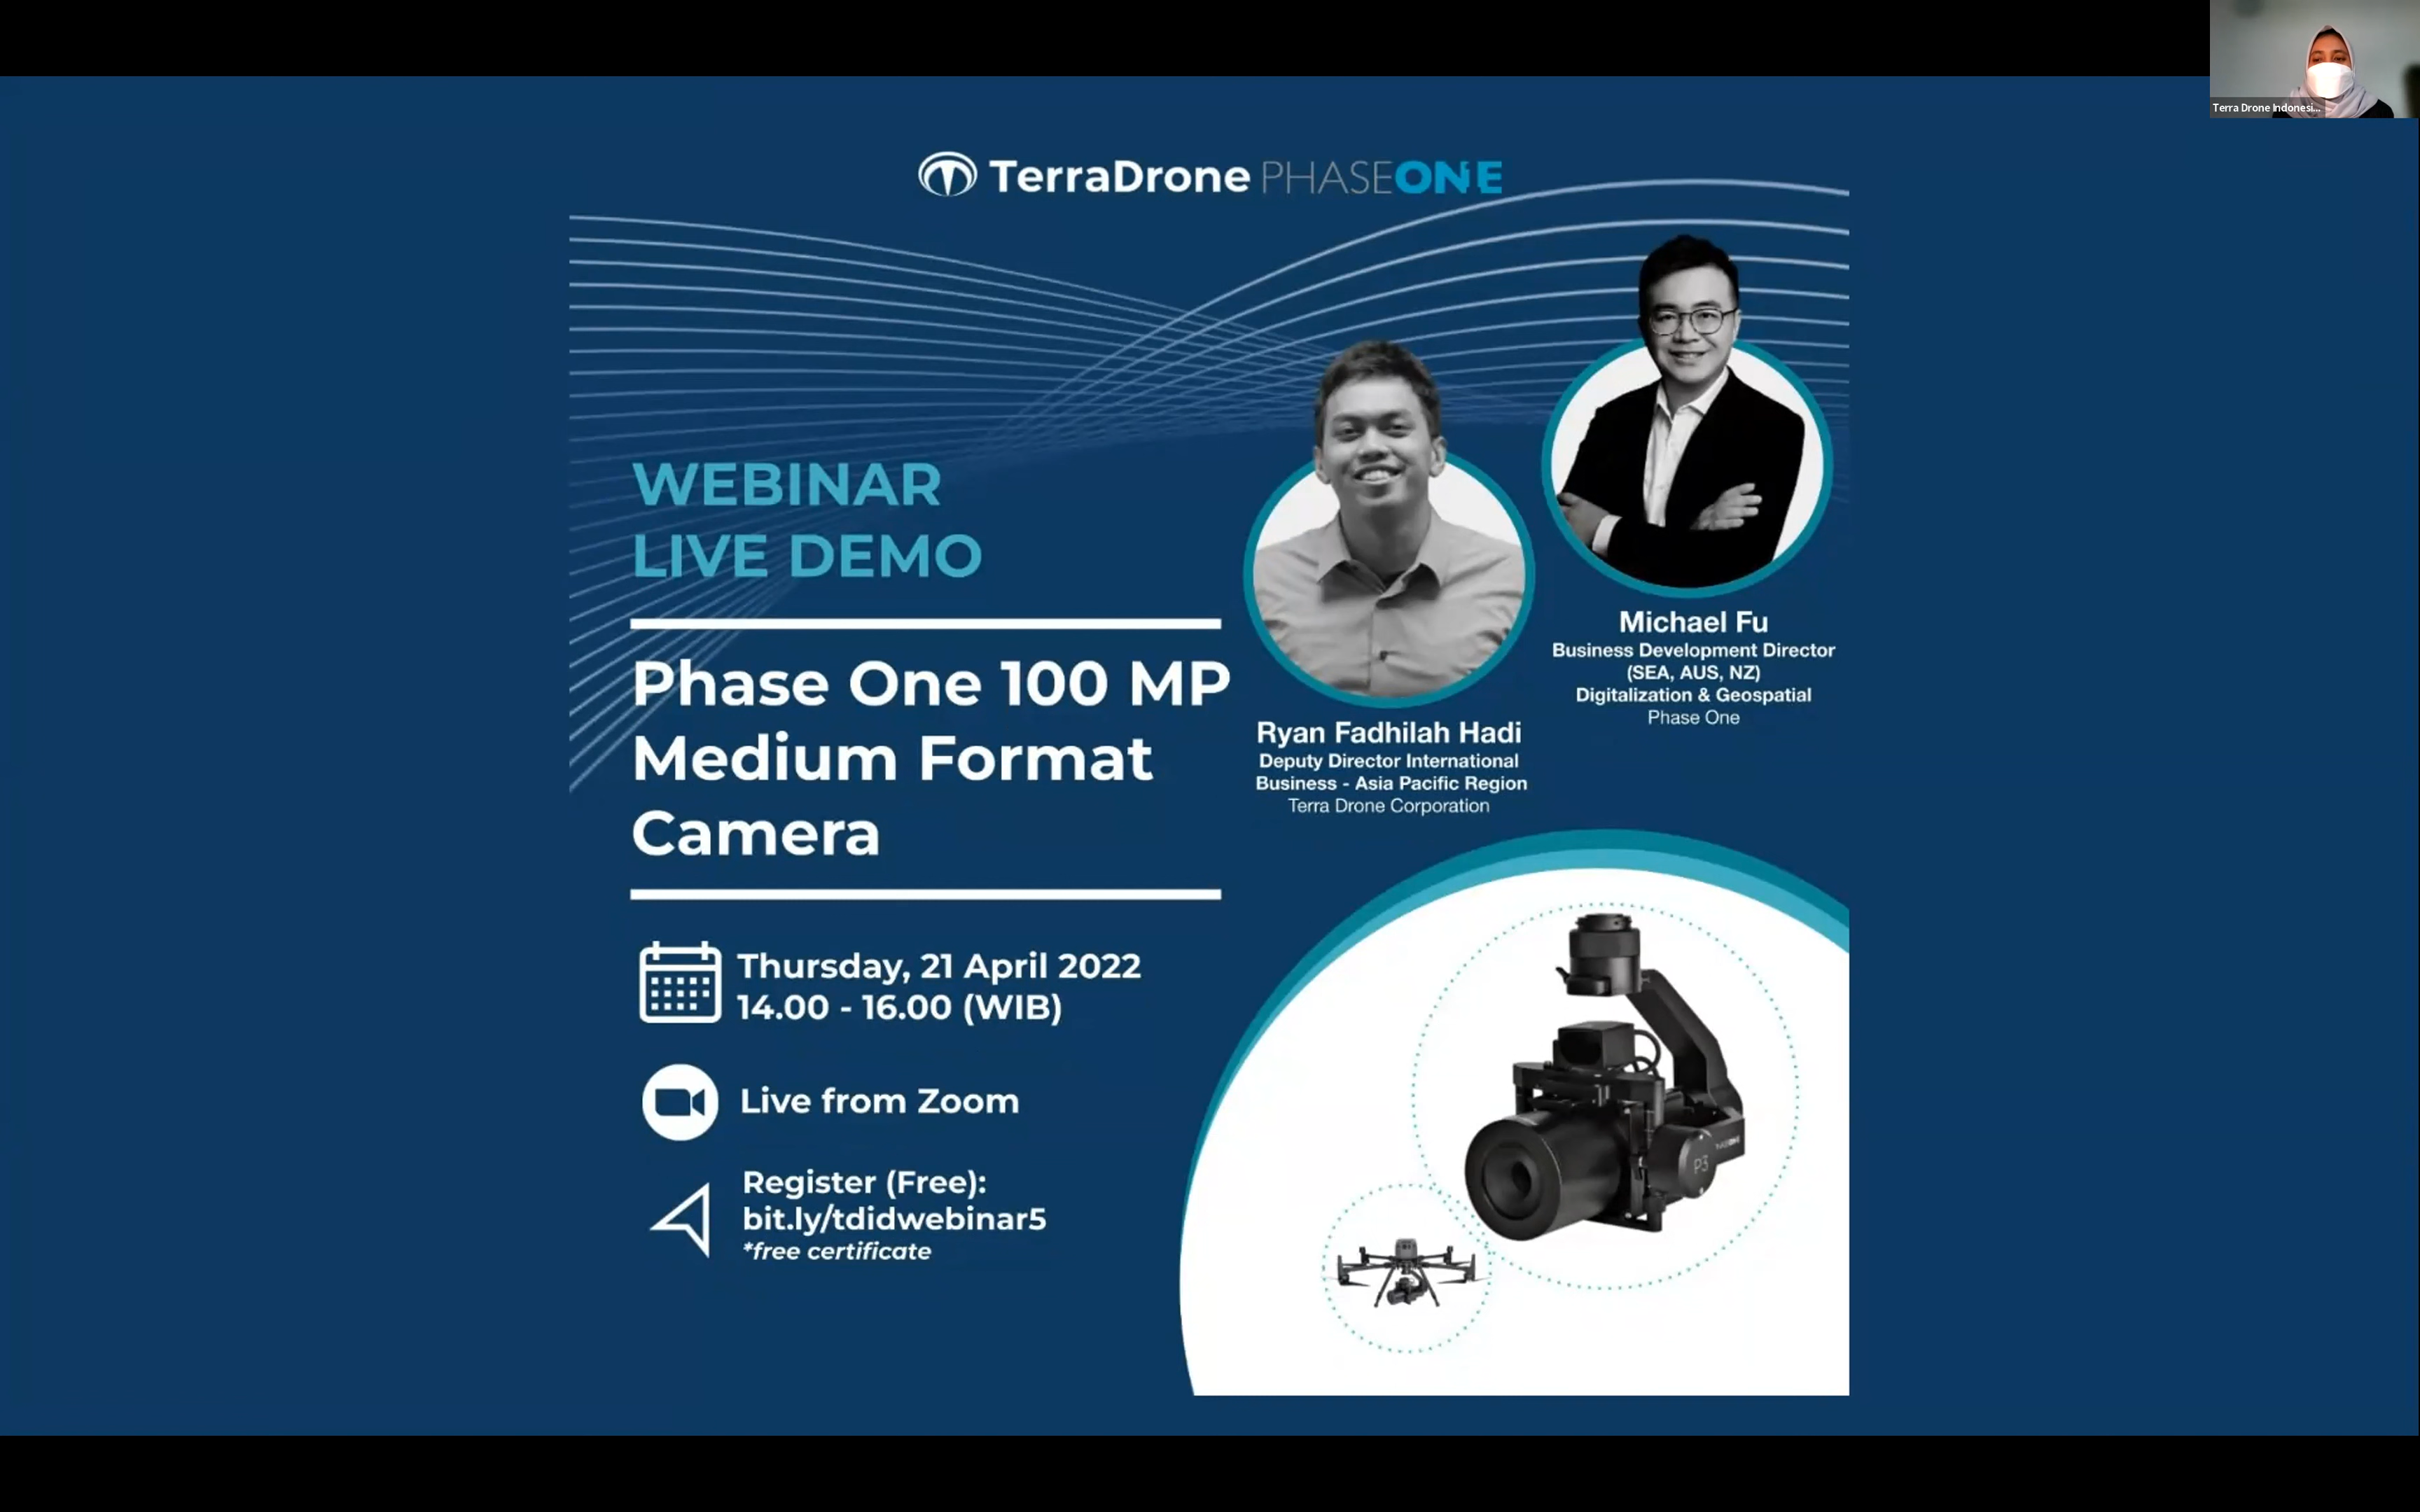 Terra Drone Indonesi...
TerraDrone PHASEONE
WEBINAR
LIVE DEMO
Phase One 100 MP
Medium Format
Camera
Michael Fu
Business Development Director
(SEA, AUS, NZ)
Digitalization & Geospatial
Phase One
Ryan Fadhilah Hadi
Deputy Director International
Business - Asia Pacific Region
Terra Drone Corporation
Thursday, 21 April 2022
14.00 - 16.00 (WIB)
Live from Zoom
Register (Free):
bit.ly/tdidwebinar5
*free certificate
PHASEONE
P3